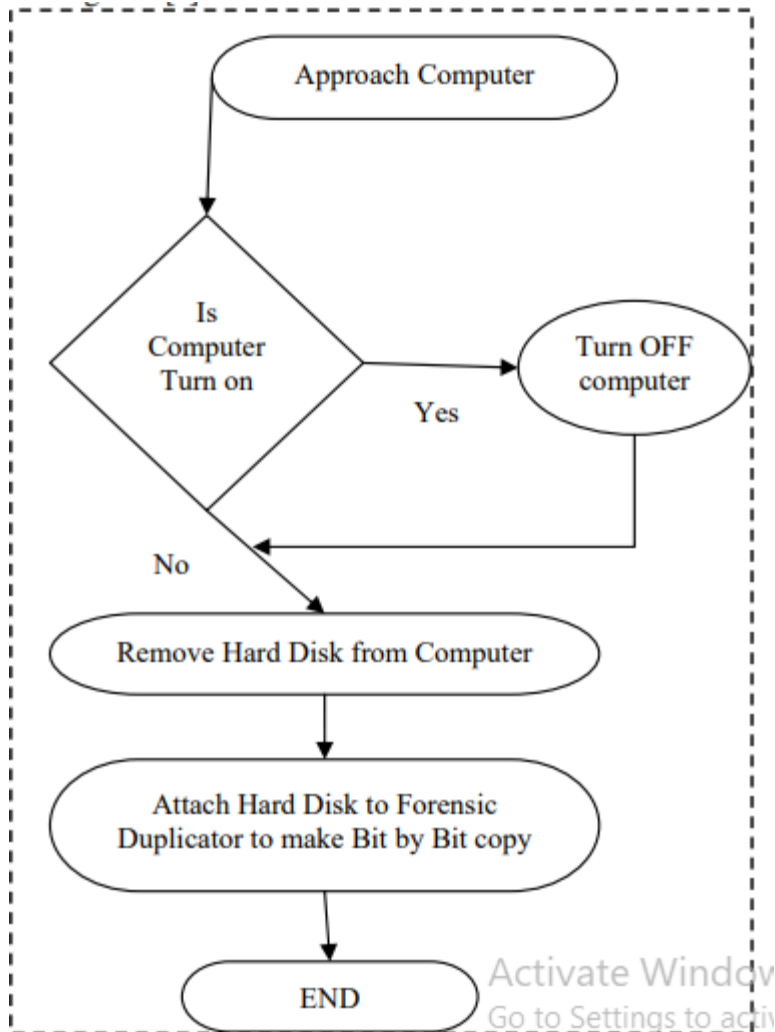 Approach Computer
Is
Computer
Turn on
Turn OFF
computer
Yes
No
Remove Hard Disk from Computer
Attach Hard Disk to Forensic
Duplicator to make Bit by Bit copy
END
Activate Window
Go to Settings to activ